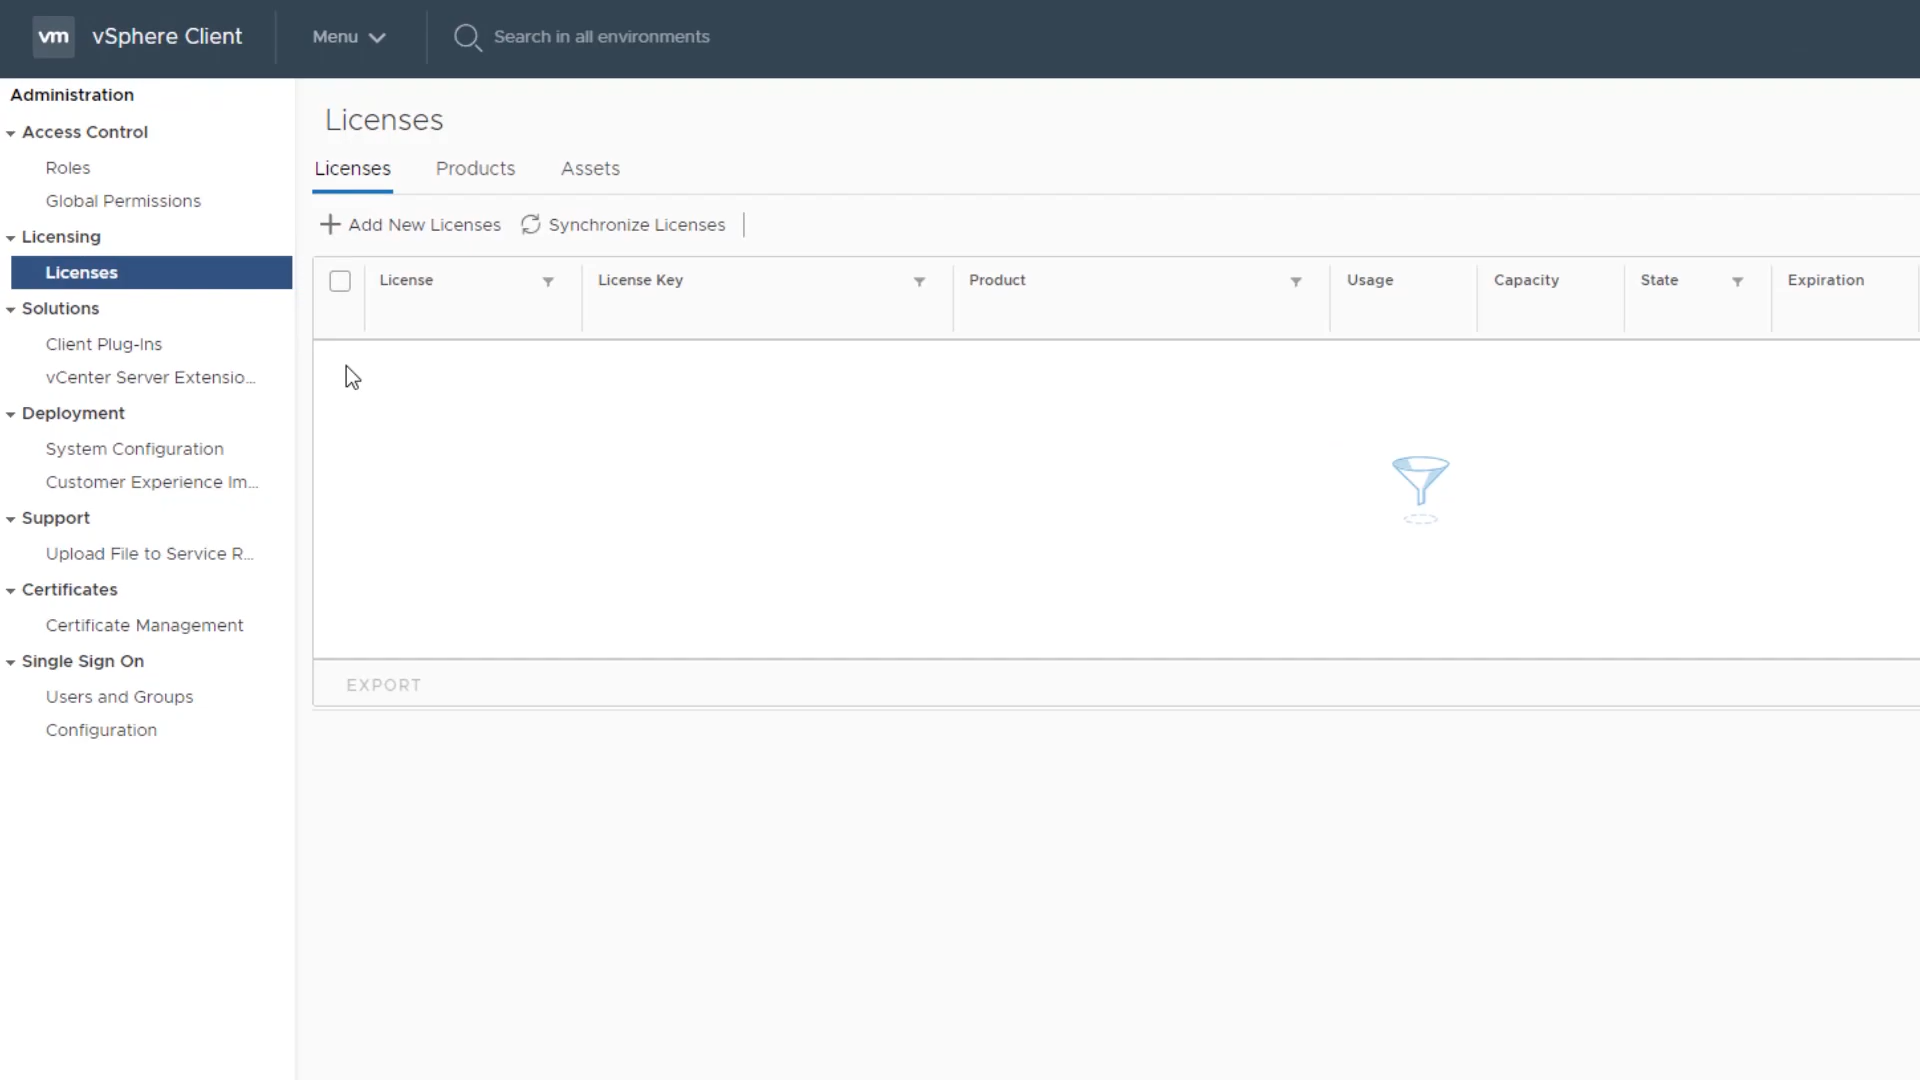 vm vSphere Client Menu Search in all environments
Administration
Access Control
Roles
Global Permissions
Licensing
Licenses
Solutions
Client Plug-Ins
vCenter Server Extensio...
Deployment
System Configuration
Customer Experience Im...
Support
Upload File to Service R...
Certificates
Certificate Management
Single Sign On
Users and Groups
Configuration
Licenses
Licenses Products Assets
Add New Licenses Synchronize Licenses
License License Key Product Usage Capacity State Expiration
EXPORT